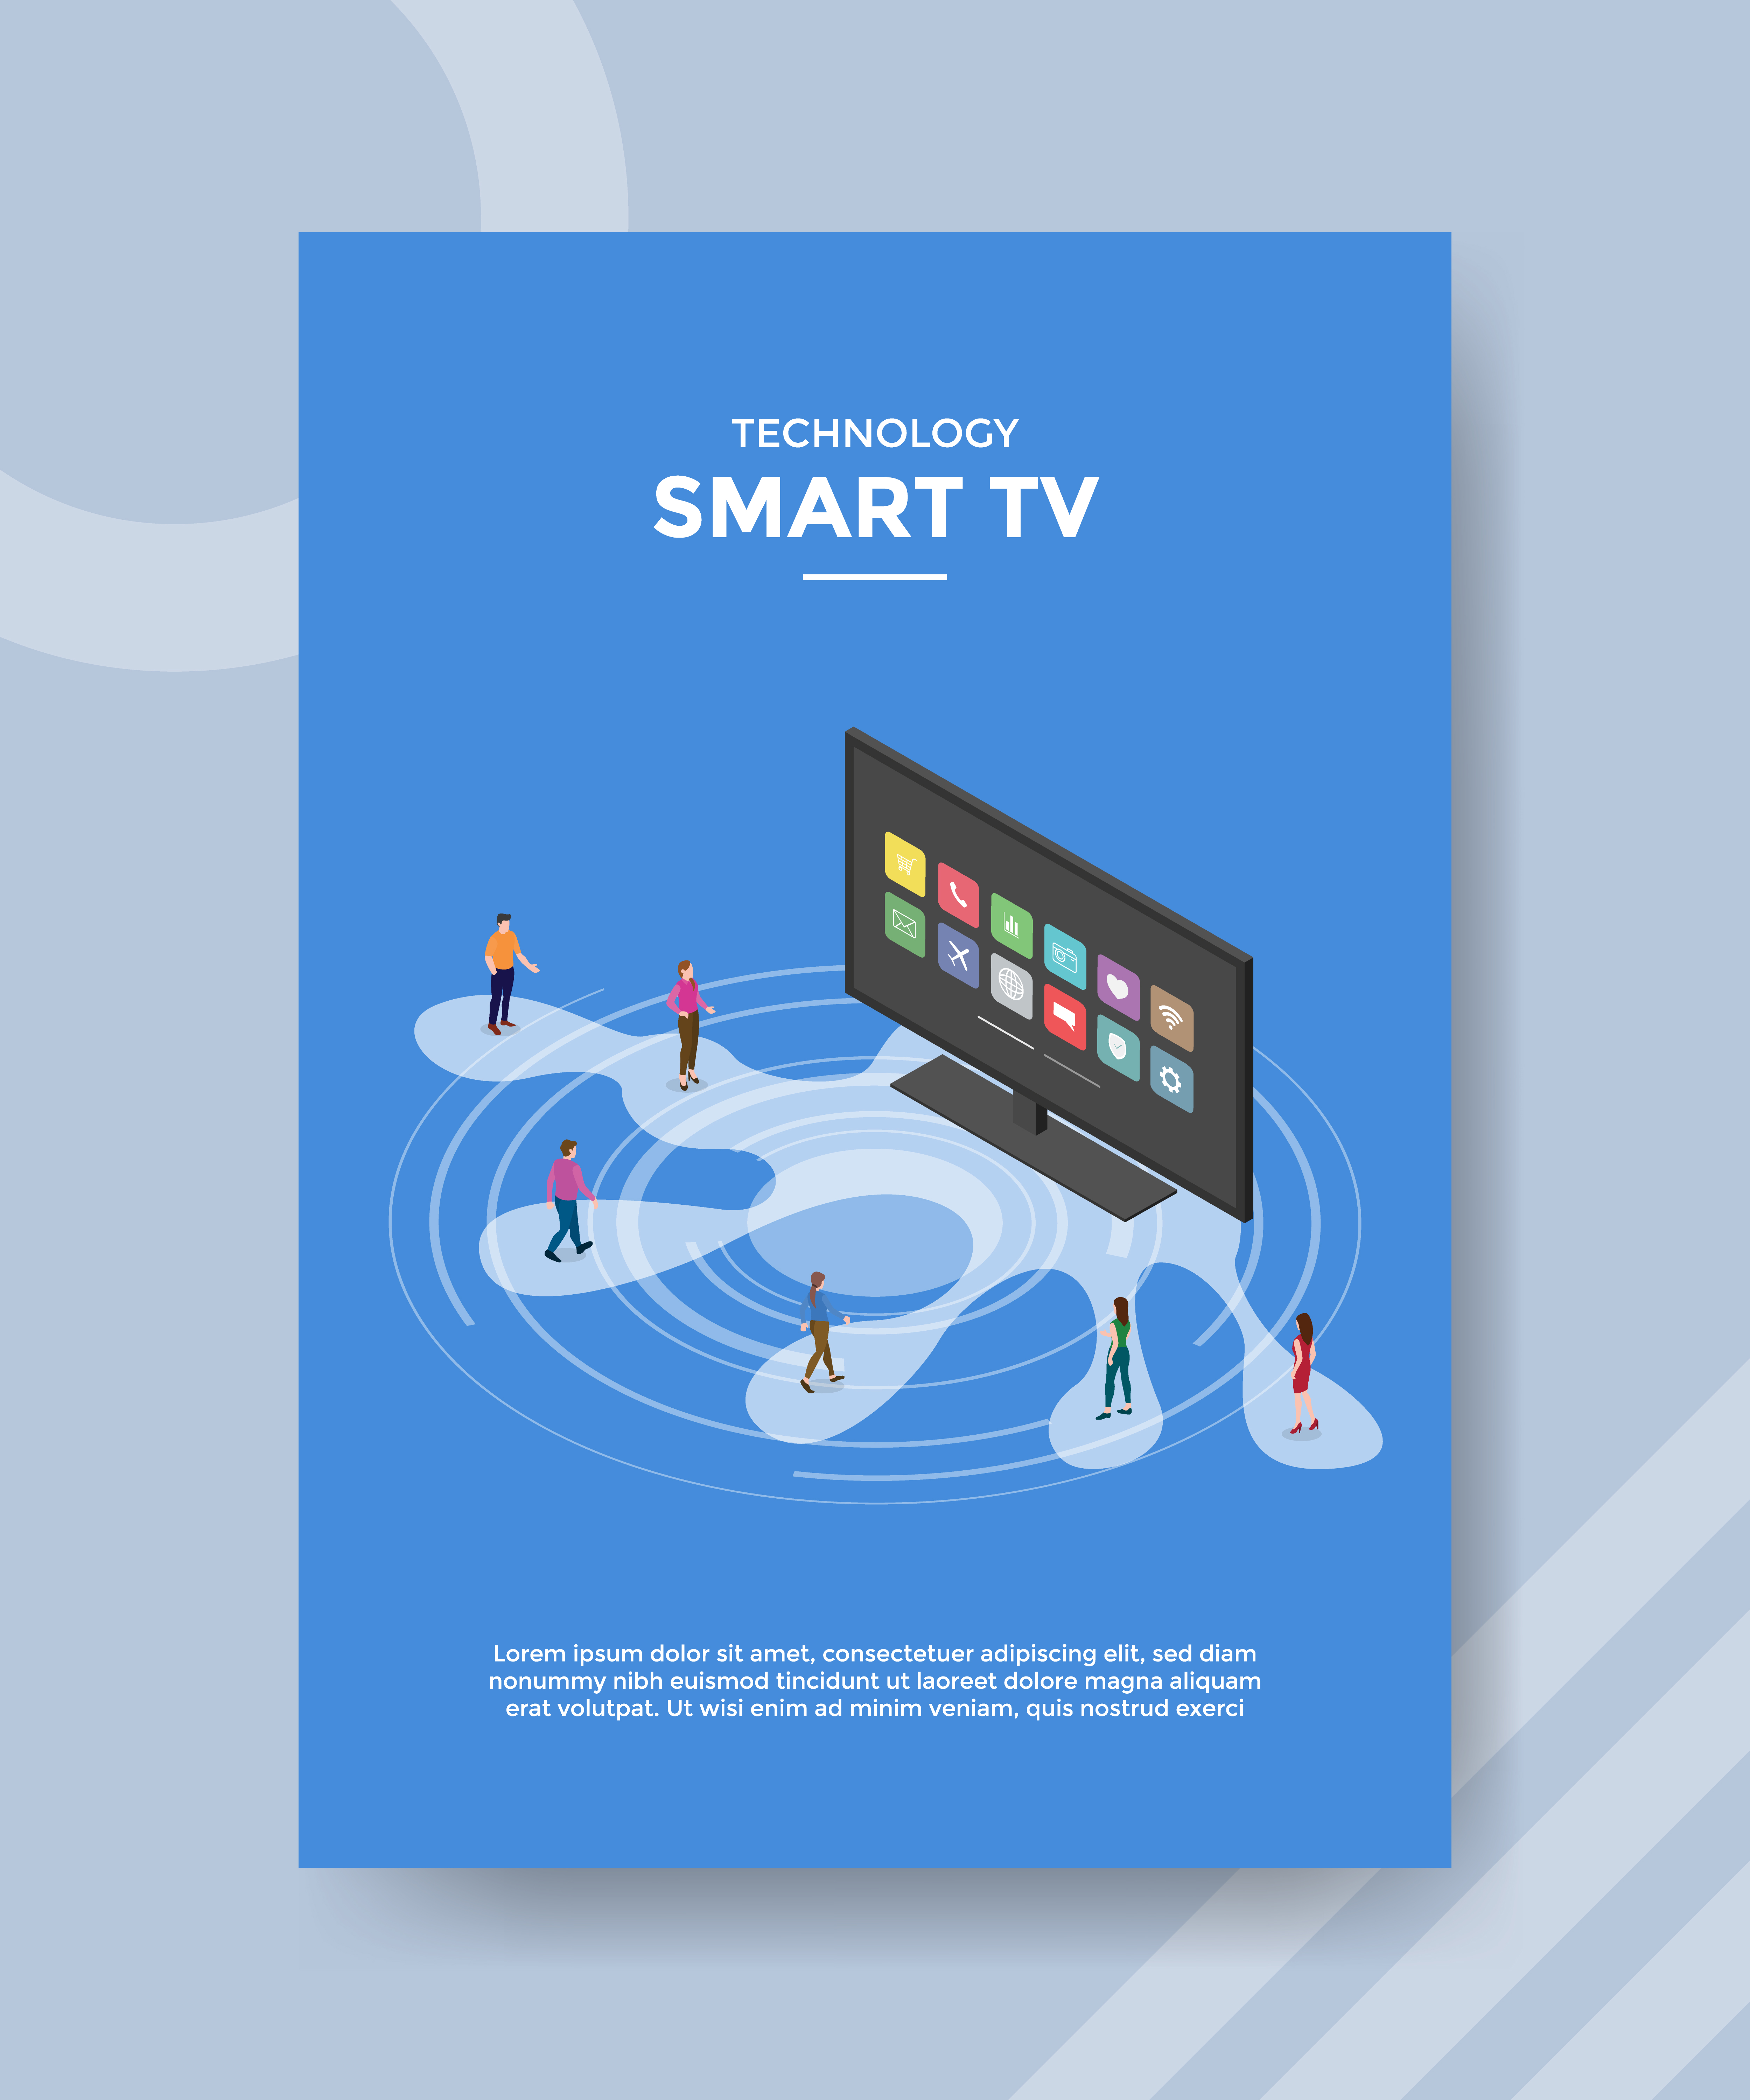 TECHNOLOGY
SMART TV
Lorem ipsum dolor sit amet, consectetuer adipiscing elit, sed diam
nonummy nibh euismod tincidunt ut laoreet dolore magna aliquam
erat volutpat. Ut wisi enim ad minim veniam, quis nostrud exerci